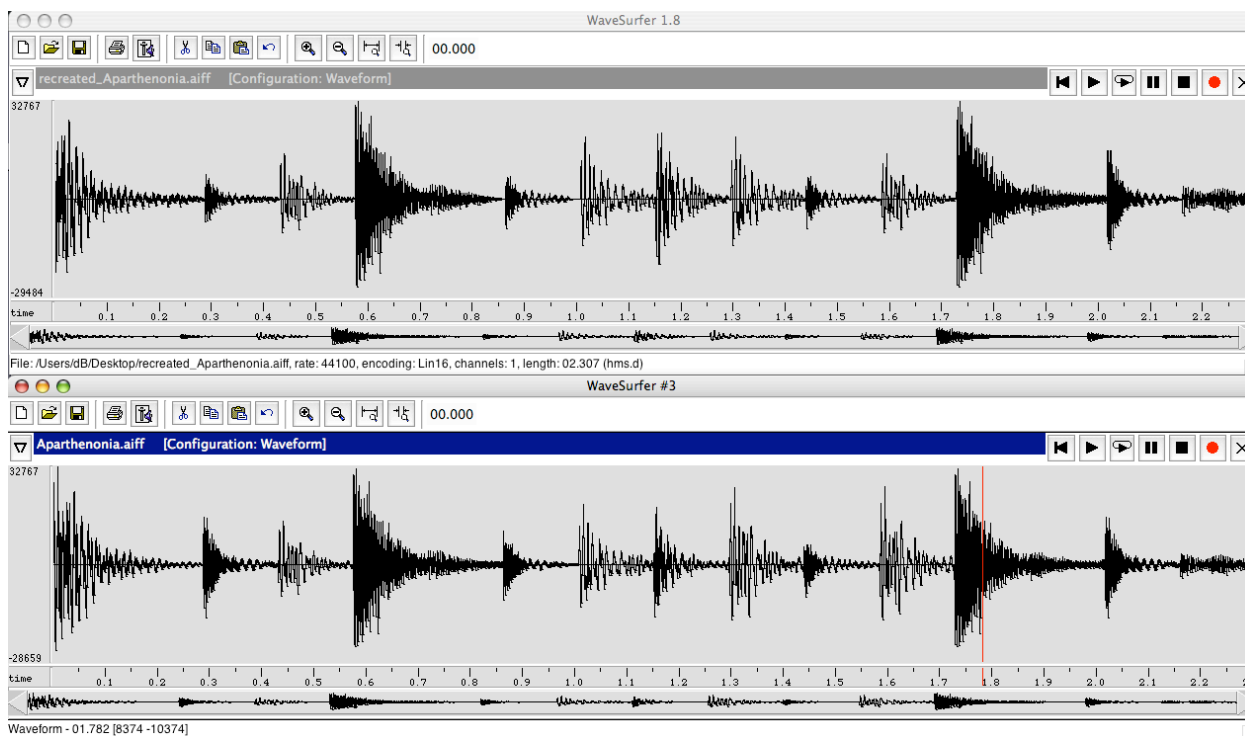 WaveSurfer 1.8
00.000
recreated_Aparthenonia.aiff [Configuration: Waveform]
32767
-29484
time 0.1 0.2 0.3 0.4 0.5 0.6 0.7 0.8 0.9 1.0 1.1 1.2 1.3 1.4 1.5 1.6 1.7 1.8 1.9 2.0 2.1 2.2
File: /Users/dB/Desktop/recreated_Aparthenonia.aiff, rate: 44100, encoding: Lin16, channels: 1, length: 02.307 (hms.d)
WaveSurfer #3
00.000
Aparthenonia.aiff [Configuration: Waveform]
32767
-28659
time 0.1 0.2 0.3 0.4 0.5 0.6 0.7 0.8 0.9 1.0 1.1 1.2 1.3 1.4 1.5 1.6 1.7 1.8 1.9 2.0 2.1 2.2
Waveform - 01.782 [8374 -10374]